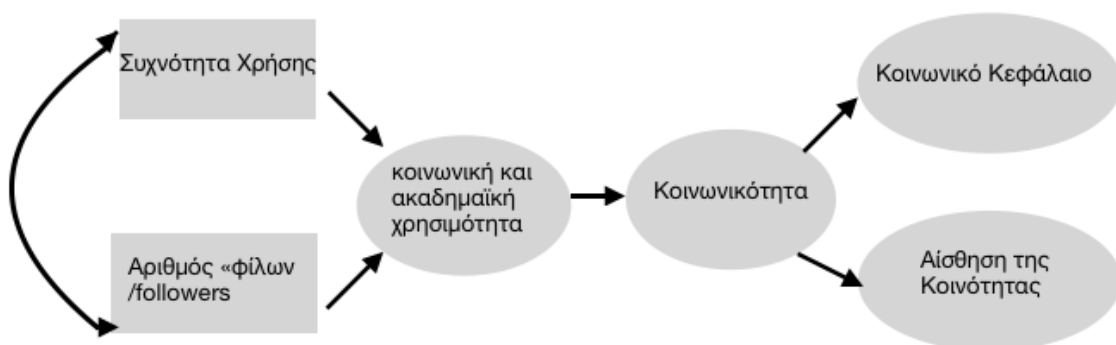 Συχνότητα Χρήσης
Αριθμός «φίλων
/followers
κοινωνική και
ακαδημαϊκή
χρησιμότητα
Κοινωνικότητα
Κοινωνικό Κεφάλαιο
Αίσθηση της
Κοινότητας